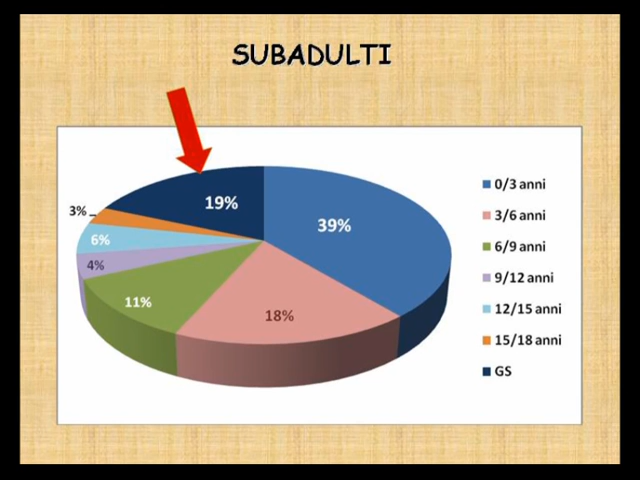 SUBADULTI
19%
39%
3%
6%
4%
11%
18%
0/3 anni
3/6 anni
6/9 anni
9/12 anni
12/15 anni
15/18 anni
GS